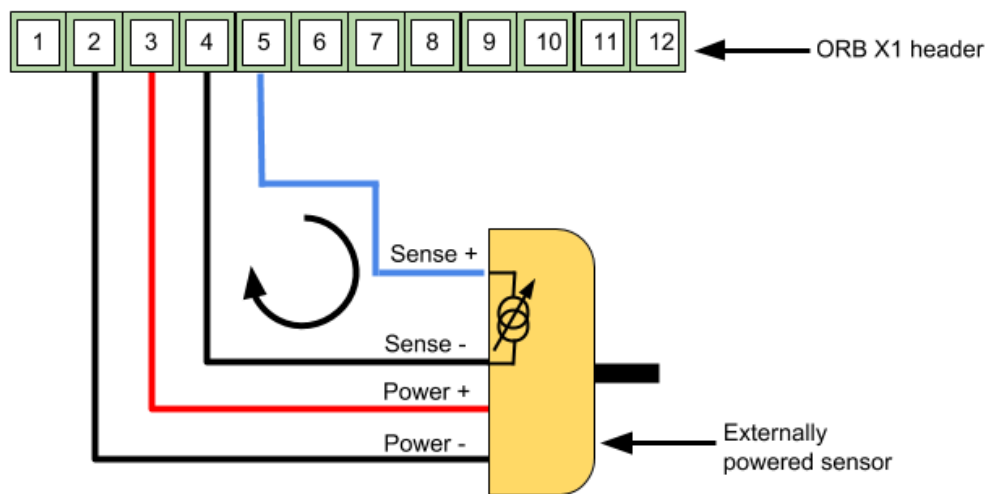 1 2 3 4 5 6 7 8 9 10 11 12
ORB X1 header
Sense +
Sense -
Power +
Power -
Externally
powered sensor